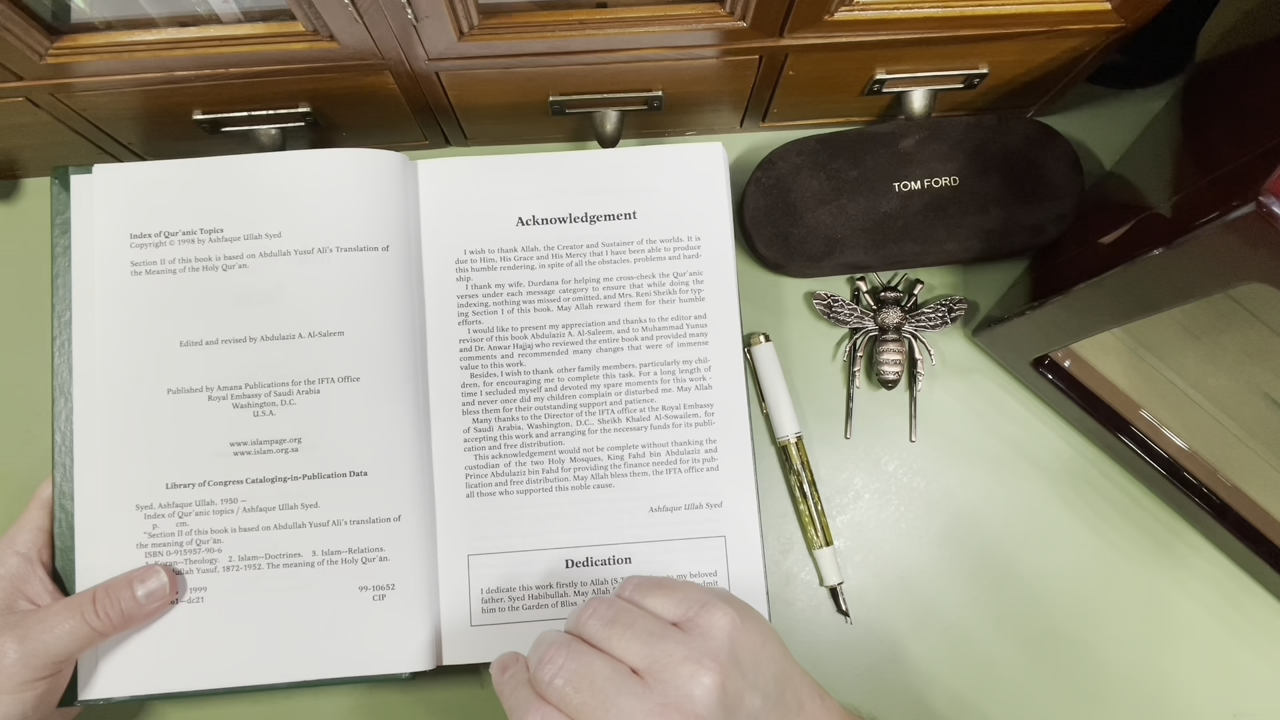 Index of Qur'anic Topics
Copyright © 1998 by Ashfaque Ullah Syed
Section II of this book is based on Abdullah Yusuf Ali's Translation of
the Meaning of the Holy Qur'an.
Edited and revised by Abdulaziz A. Al-Saleem
Published by Amana Publications for the IFTA Office
Royal Embassy of Saudi Arabia
Washington, D.C.
U.S.A.
www.islampage.org
www.islam.org.sa
Library of Congress Cataloging-in-Publication Data
Syed, Ashfaque Ullah, 1950 —
Index of Qur'anic topics / Ashfaque Ullah Syed.
p. cm.
"Section II of this book is based on Abdullah Yusuf Ali's translation of
the meaning of Qur'ān.
ISBN 0-915957-90-6
1. Koran--Theology. 2. Islam--Doctrines. 3. Islam--Relations.
Yusuf, 1872-1952. The meaning of the Holy Qur'ān.
1999 99-10652
—dc21 CIP
Acknowledgement
I wish to thank Allah, the Creator and Sustainer of the worlds. It is
due to Him, His Grace and His Mercy that I have been able to produce
this humble rendering, in spite of all the obstacles, problems and hard-
ship.
I thank my wife, Durdana for helping me cross-check the Qur'anic
verses under each message category to ensure that while doing the
indexing, nothing was missed or omitted, and Mrs. Reni Sheikh for typ-
ing Section I of this book. May Allah reward them for their humble
efforts.
I would like to present my appreciation and thanks to the editor and
revisor of this book Abdulaziz A. Al-Saleem, and to Muhammad Yunus
and Dr. Anwar Hajjaj who reviewed the entire book and provided many
comments and recommended many changes that were of immense
value to this work.
Besides, I wish to thank other family members, particularly my chil-
dren, for encouraging me to complete this task. For a long length of
time I secluded myself and devoted my spare moments for this work -
and never once did my children complain or disturbed me. May Allah
bless them for their outstanding support and patience.
Many thanks to the Director of the IFTA office at the Royal Embassy
of Saudi Arabia, Washington, D.C., Sheikh Khaled Al-Sowailem, for
accepting this work and arranging for the necessary funds for its publi-
cation and free distribution.
This acknowledgement would not be complete without thanking the
custodian of the two Holy Mosques, King Fahd bin Abdulaziz and
Prince Abdulaziz bin Fahd for providing the finance needed for its pub-
lication and free distribution. May Allah bless them, the IFTA office and
all those who supported this noble cause.
Ashfaque Ullah Syed
Dedication
I dedicate this work firstly to Allah my beloved
father, Syed Habibullah. May Allah
him to the Garden of Bliss.
TOM FORD